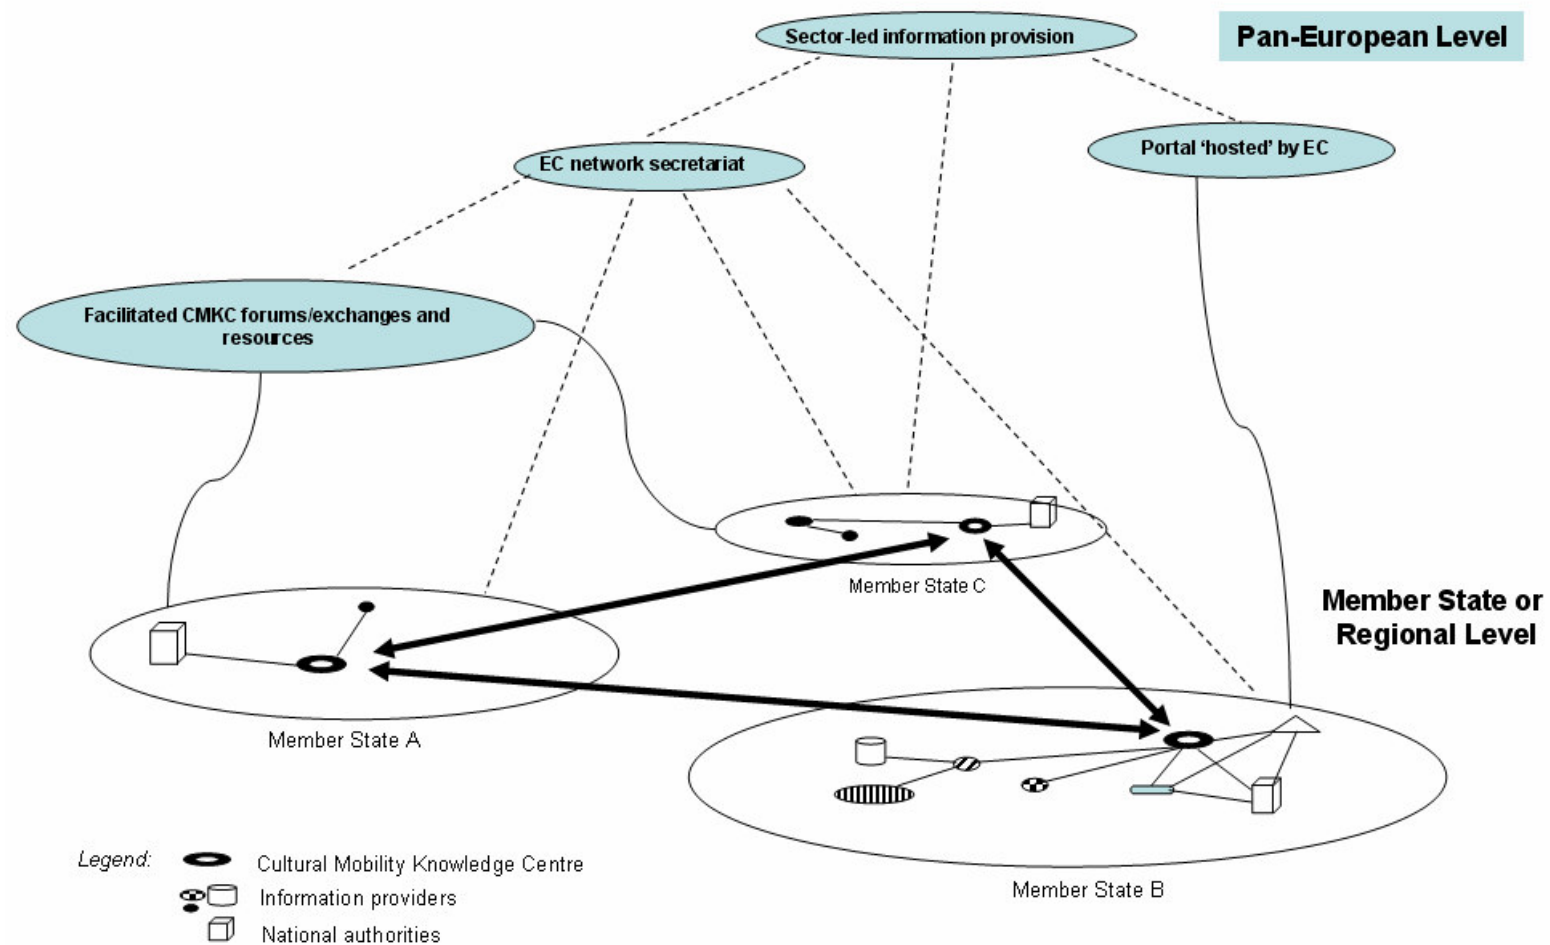 Sector-led information provision
Pan-European Level
EC network secretariat
Portal ‘hosted’ by EC
Facilitated CMKC forums/exchanges and
resources
Member State C
Member State or
Regional Level
Member State A
Member State B
Legend:
Cultural Mobility Knowledge Centre
Information providers
National authorities